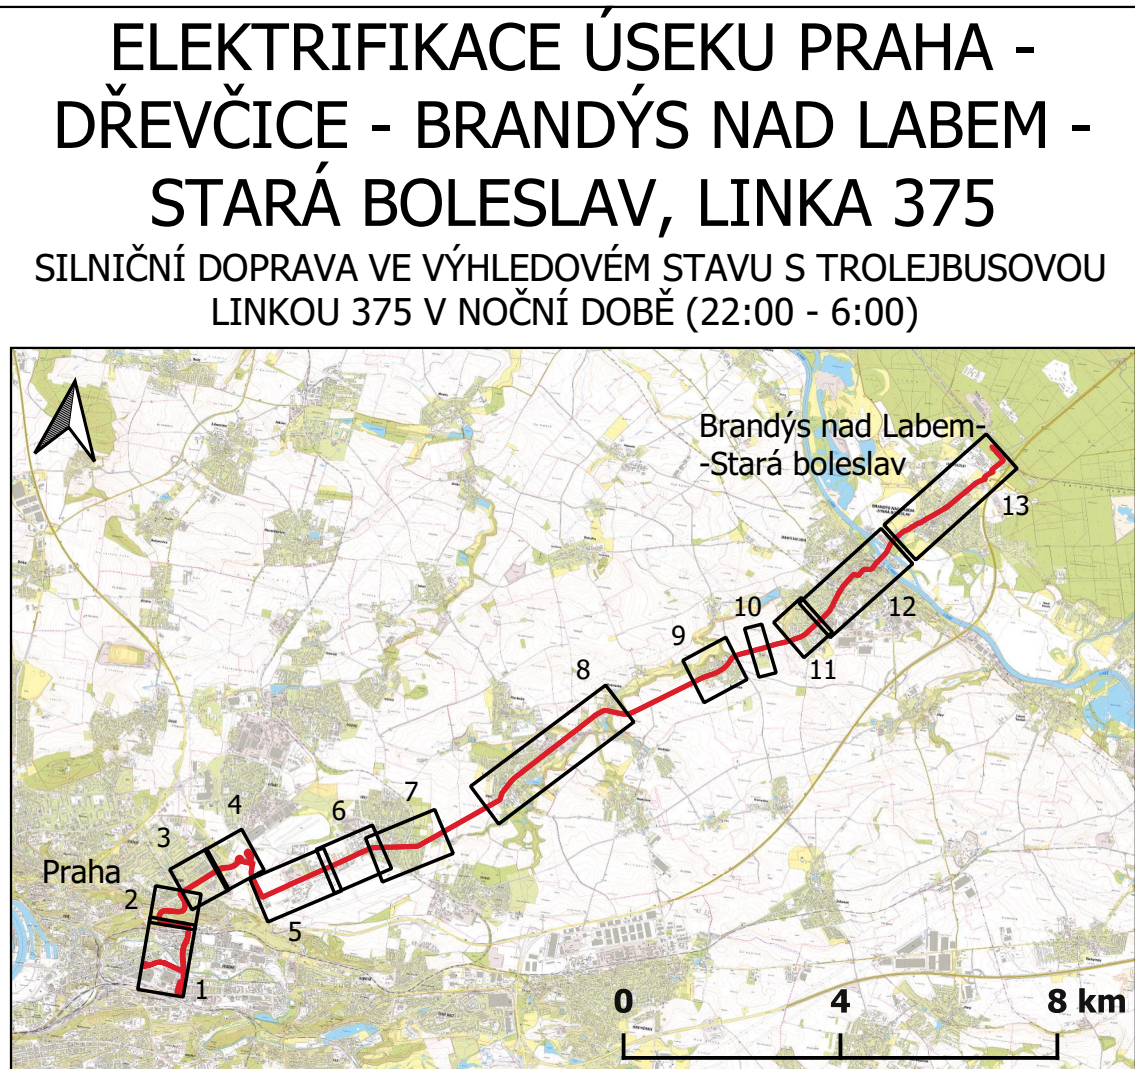 ELEKTRIFIKACE ÚSEKU PRAHA -
DŘEVČICE - BRANDÝS NAD LABEM -
STARÁ BOLESLAV, LINKA 375
SILNIČNÍ DOPRAVA VE VÝHLEDOVÉM STAVU S TROLEJBUSOVOU
LINKOU 375 V NOČNÍ DOBĚ (22:00 - 6:00)
Brandýs nad Labem-
-Stará boleslav
13
12
10
9
11
8
7
6
4
3
Praha
2
5
1
0 4 8 km